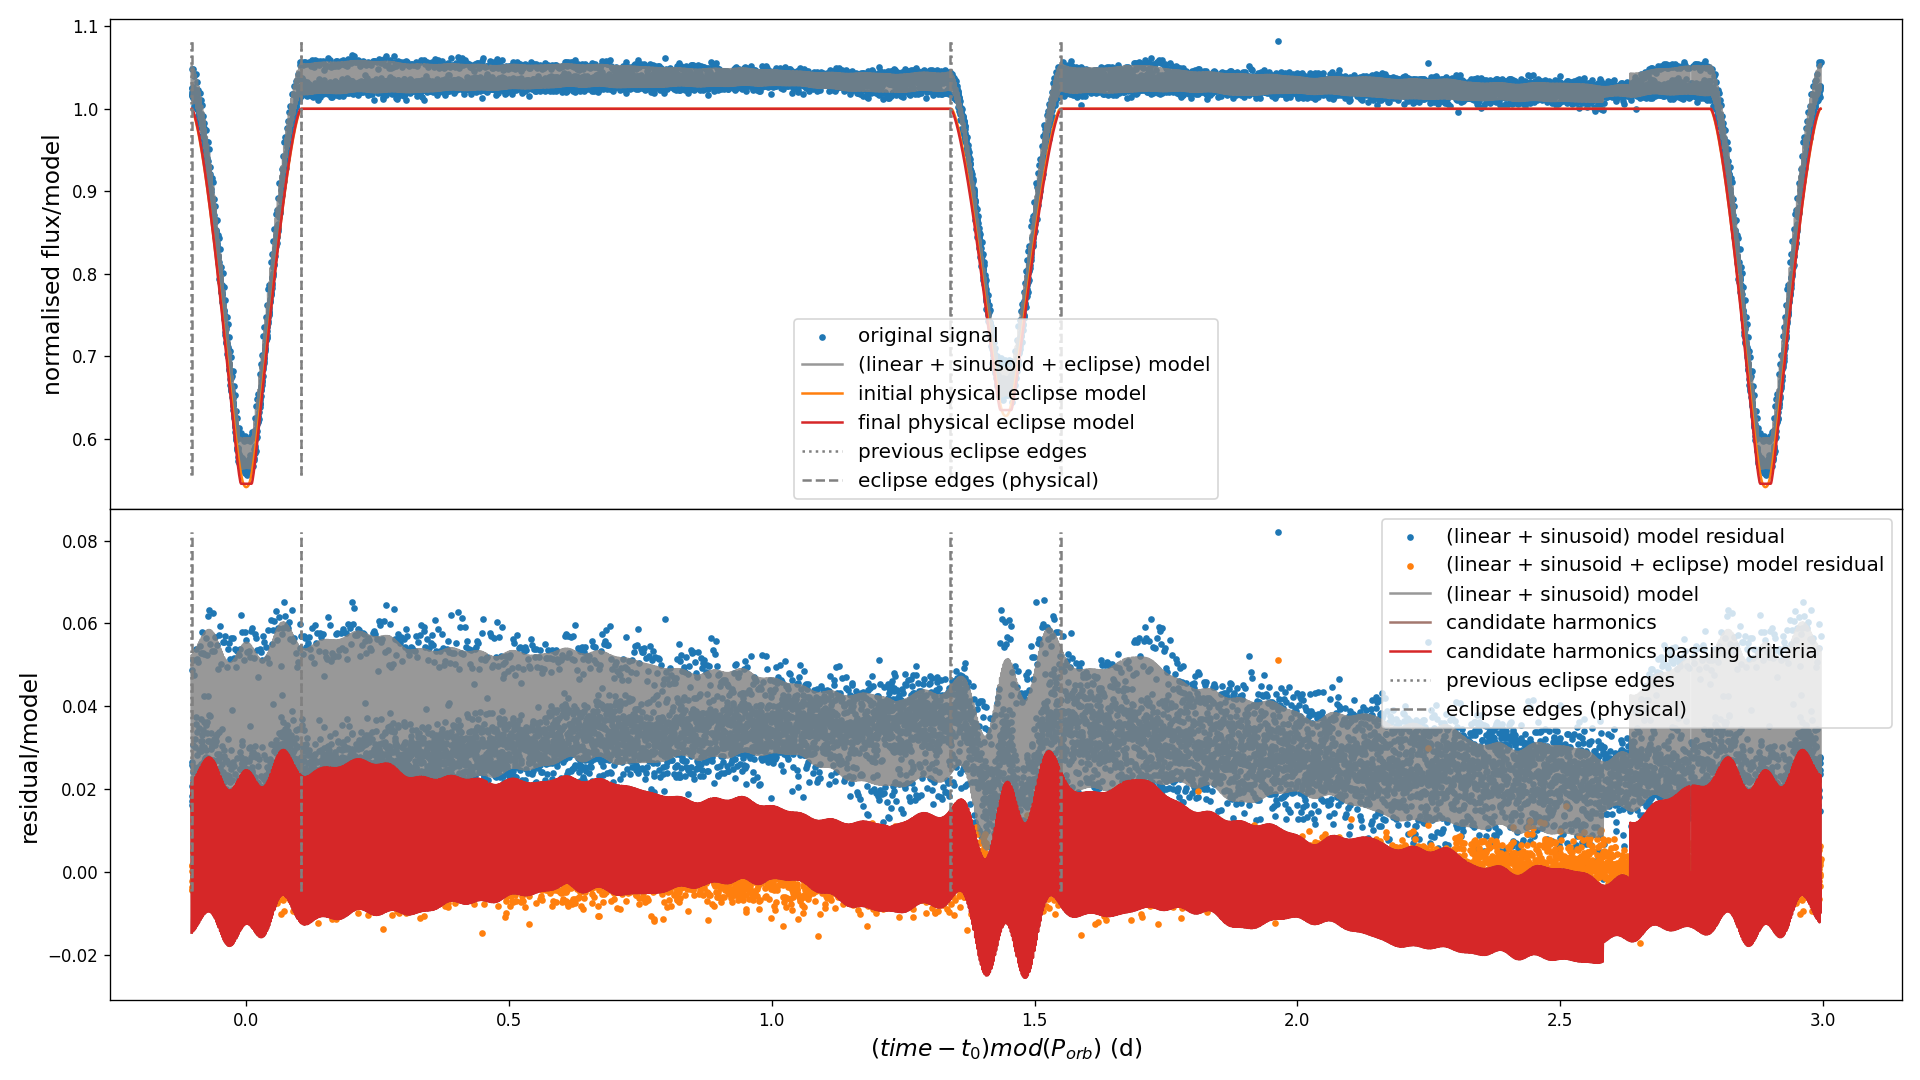 1.1
1.0
0.9
0.8
0.7
0.6
normalised flux/model
original signal
(linear + sinusoid + eclipse) model
initial physical eclipse model
final physical eclipse model
previous eclipse edges
eclipse edges (physical)
0.08
0.06
0.04
0.02
0.00
−0.02
residual/model
(linear + sinusoid) model residual
(linear + sinusoid + eclipse) model residual
(linear + sinusoid) model
candidate harmonics
candidate harmonics passing criteria
previous eclipse edges
eclipse edges (physical)
0.0 0.5 1.0 1.5 2.0 2.5 3.0
(time − t₀)mod(Pₒᵣb) (d)